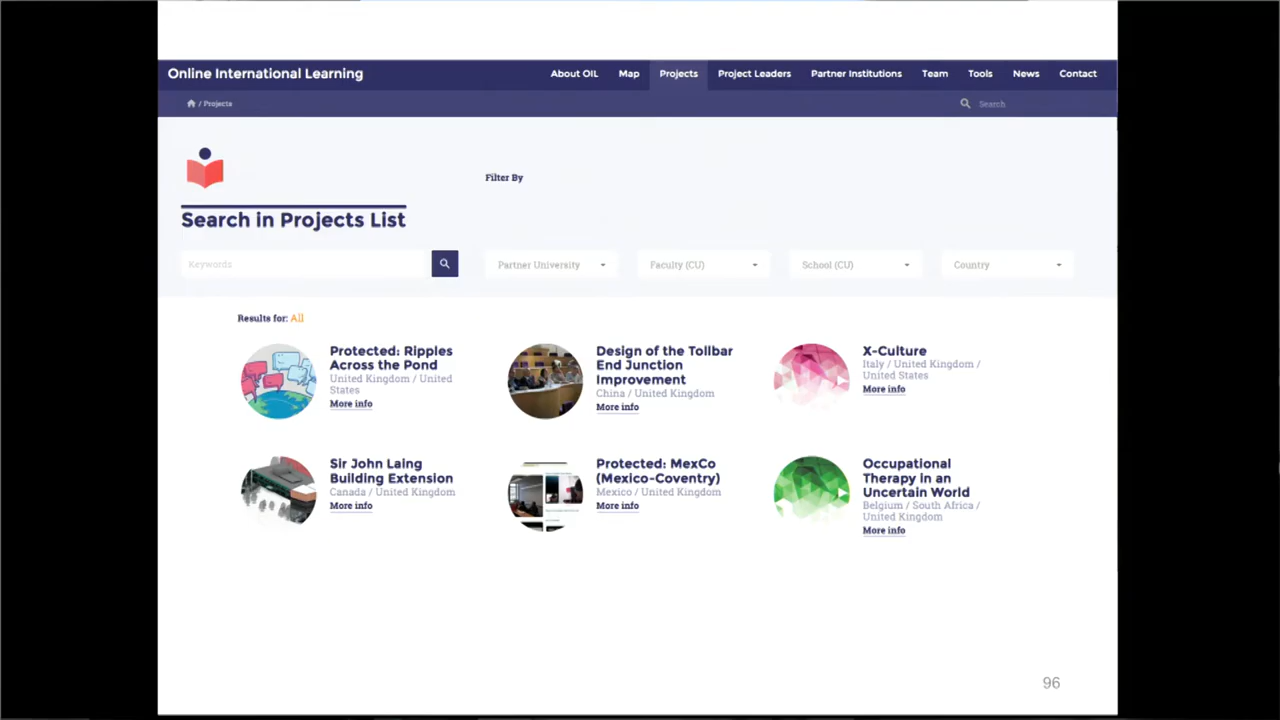 Online International Learning
About OIL
Map
Projects
Project Leaders
Partner Institutions
Team
Tools
News
Contact
/ Projects
Search
Filter By
Search in Projects List
Keywords
Partner University
Faculty (CU)
School (CU)
Country
Results for: All
Protected: Ripples
Across the Pond
United Kingdom / United
States
More info
Design of the Tollbar
End Junction
Improvement
China / United Kingdom
More info
X-Culture
Italy / United Kingdom /
United States
More info
Sir John Laing
Building Extension
Canada / United Kingdom
More info
Protected: MexCo
(Mexico-Coventry)
Mexico / United Kingdom
More info
Occupational
Therapy in an
Uncertain World
Belgium / South Africa /
United Kingdom
More info
96